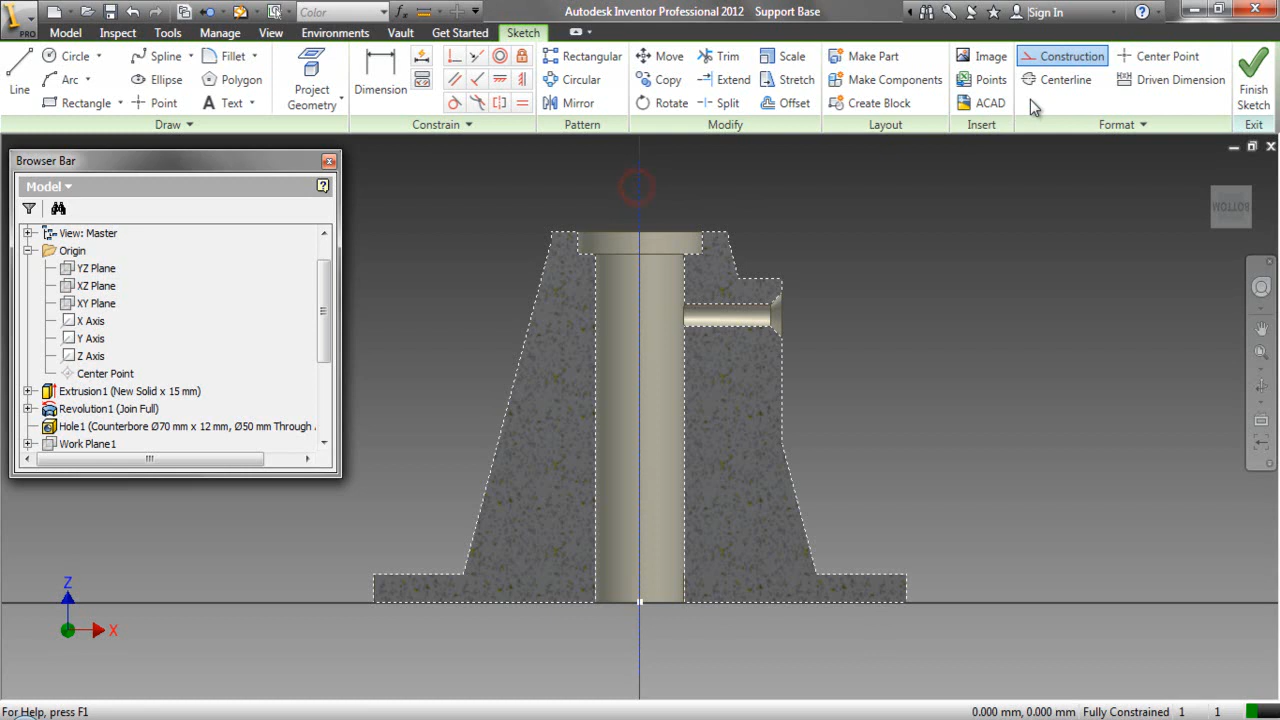 PRO
Color
Autodesk Inventor Professional 2012 Support Base
Sign In
Model Inspect Tools Manage View Environments Vault Get Started Sketch
Line
Circle
Arc
Rectangle
Spline
Ellipse
Point
Fillet
Polygon
Text
Draw
Project
Geometry
Dimension
Constrain
Rectangular
Circular
Mirror
Pattern
Move
Copy
Rotate
Trim
Extend
Split
Scale
Stretch
Offset
Modify
Make Part
Make Components
Create Block
Layout
Image
Points
ACAD
Insert
Construction
Centerline
Center Point
Driven Dimension
Format
Finish
Sketch
Exit
Browser Bar
Model
View: Master
Origin
YZ Plane
XZ Plane
XY Plane
X Axis
Y Axis
Z Axis
Center Point
Extrusion1 (New Solid x 15 mm)
Revolution1 (Join Full)
Hole1 (Counterbore Ø70 mm x 12 mm, Ø50 mm Through
Work Plane1
BOTTOM
Z
X
For Help, press F1
0.000 mm, 0.000 mm Fully Constrained 1 1